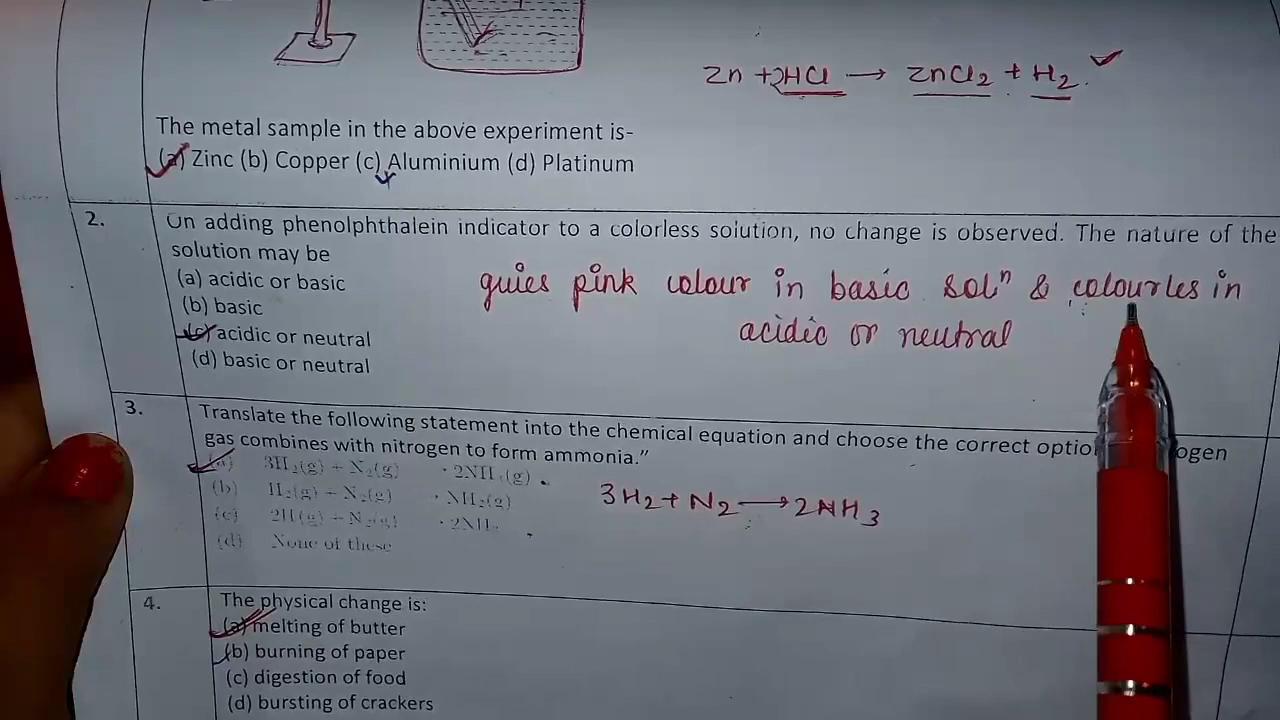 Zn + 2HCl → ZnCl2 + H2.
The metal sample in the above experiment is-
(a) Zinc (b) Copper (c) Aluminium (d) Platinum
2.
On adding phenolphthalein indicator to a colorless solution, no change is observed. The nature of the
solution may be
(a) acidic or basic
(b) basic
(c) acidic or neutral
(d) basic or neutral
guies pink colour in basic solⁿ & colourles in
acidic or neutral
3.
Translate the following statement into the chemical equation and choose the correct optio ogen
gas combines with nitrogen to form ammonia.”
(a) 3H2(g) + N2(g) 2NH3(g)
(b) H2(g) + N2(g) NH3(g)
(c) 2H(g) + N2(g) 2NH3
(d) None of these
3H2 + N2 → 2NH3
4.
The physical change is:
(a) melting of butter
(b) burning of paper
(c) digestion of food
(d) bursting of crackers